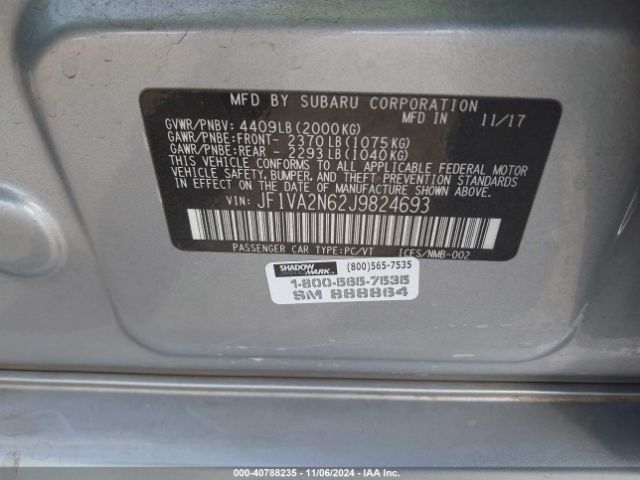 MFD BY SUBARU CORPORATION
MFD IN 11/17
GVWR/PNBV: 4409LB(2000KG)
GAWR/PNBE:FRONT- 2370LB(1075KG)
GAWR/PNBE:REAR - 2293LB(1040KG)
THIS VEHICLE CONFORMS TO ALL APPLICABLE FEDERAL MOTOR
VEHICLE SAFETY, BUMPER, AND THEFT PREVENTION STANDARDS
IN EFFECT ON THE DATE OF MANUFACTURE SHOWN ABOVE.
VIN: JF1VA2N62J9824693
PASSENGER CAR TYPE:PC/VT ICES/NMB-002
SHADOW MARK (800)565-7535
1-800-565-7535
SM 888864
000-40788235 - 11/06/2024 - IAA Inc.